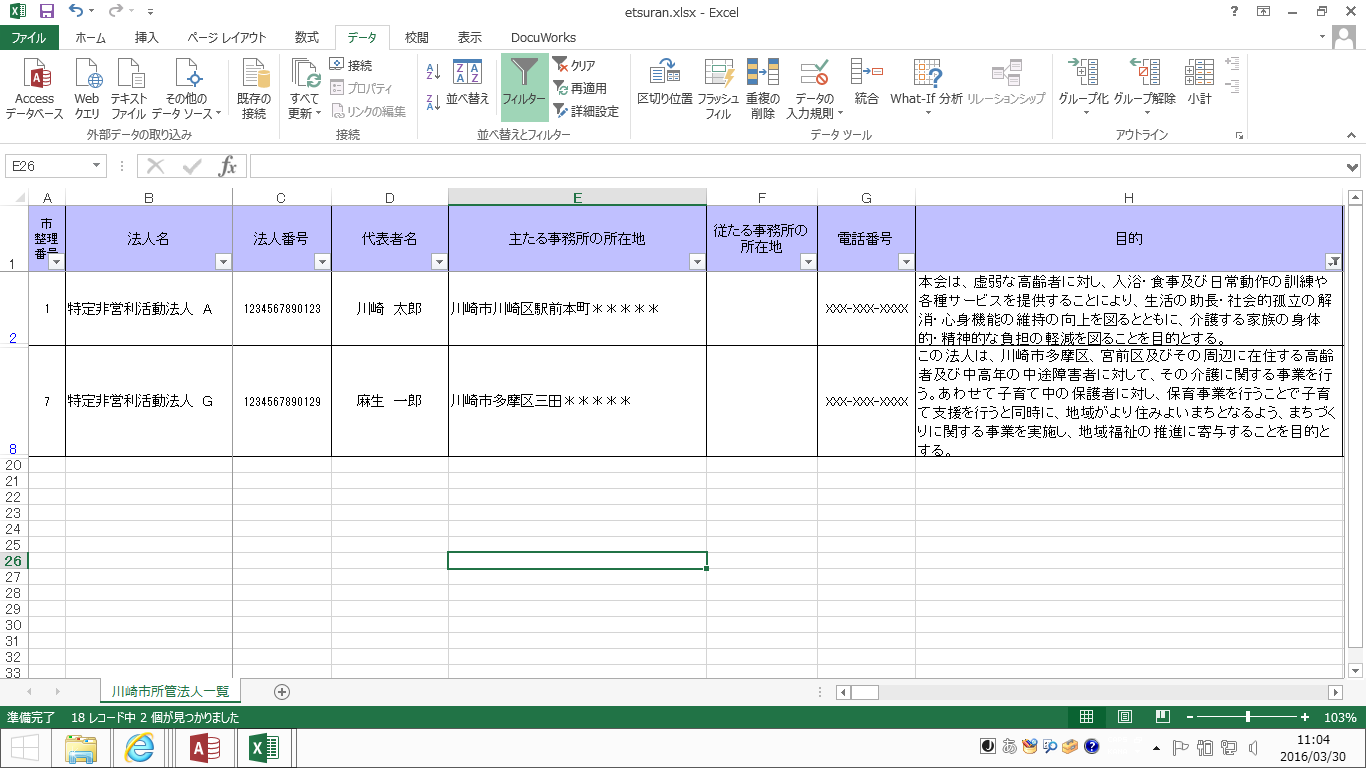 etsuran.xlsx - Excel
?
ファイル ホーム 挿入 ページ レイアウト 数式 データ 校閲 表示 DocuWorks
Access データベース
Web クエリ
テキスト ファイル
その他の データ ソース
既存の 接続
すべて 更新
接続
プロパティ
リンクの編集
並べ替え
フィルター
クリア
再適用
詳細設定
区切り位置
フラッシュ フィル
重複の 削除
データの 入力規則
統合
What-If 分析
リレーションシップ
グループ化
グループ解除
小計
外部データの取り込み 接続 並べ替えとフィルター データ ツール アウトライン
E26 fx
A B C D E F G H
1
市
整理
番号
法人名
法人番号
代表者名
主たる事務所の所在地
従たる事務所の
所在地
電話番号
目的
2
1
特定非営利活動法人 A
1234567890123
川崎 太郎
川崎市川崎区駅前本町＊＊＊＊＊
XXX-XXX-XXXX
本会は、虚弱な高齢者に対し、入浴・食事及び日常動作の訓練や
各種サービスを提供することにより、生活の助長・社会的孤立の解
消・心身機能の維持の向上を図るとともに、介護する家族の身体
的・精神的な負担の軽減を図ることを目的とする。
8
7
特定非営利活動法人 G
1234567890129
麻生 一郎
川崎市多摩区三田＊＊＊＊＊
XXX-XXX-XXXX
この法人は、川崎市多摩区、宮前区及びその周辺に在住する高齢
者及び中高年の中途障害者に対して、その介護に関する事業を行
う。あわせて子育て中の保護者に対し、保育事業を行うことで子育
て支援を行うと同時に、地域がより住みよいまちとなるよう、まちづく
りに関する事業を実施し、地域福祉の推進に寄与することを目的と
する。
20
21
22
23
24
25
26
27
28
29
30
31
32
33
川崎市所管法人一覧
準備完了 18 レコード中 2 個が見つかりました 103%
あ
11:04
2016/03/30